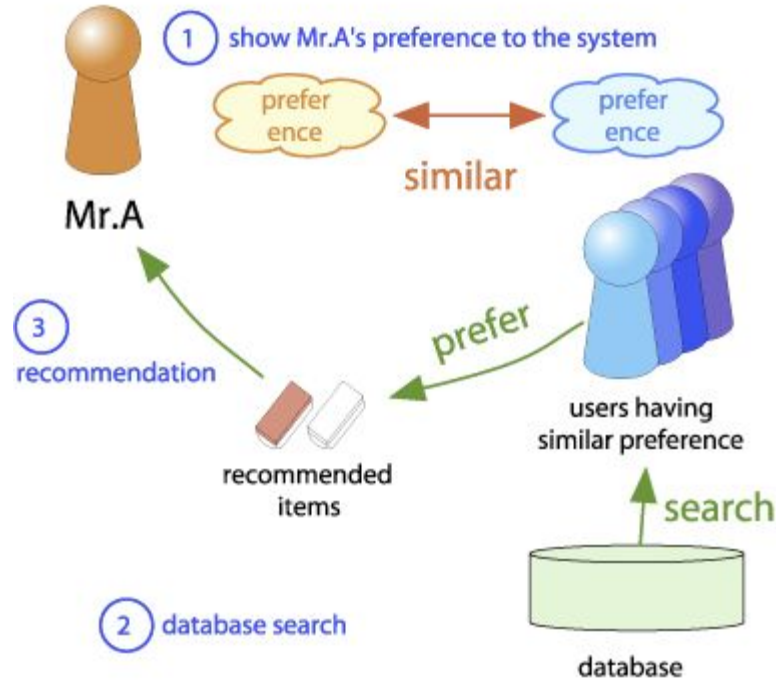 1 show Mr.A's preference to the system
prefer
ence
prefer
ence
similar
Mr.A
3
recommendation
prefer
recommended
items
users having
similar preference
search
2 database search
database